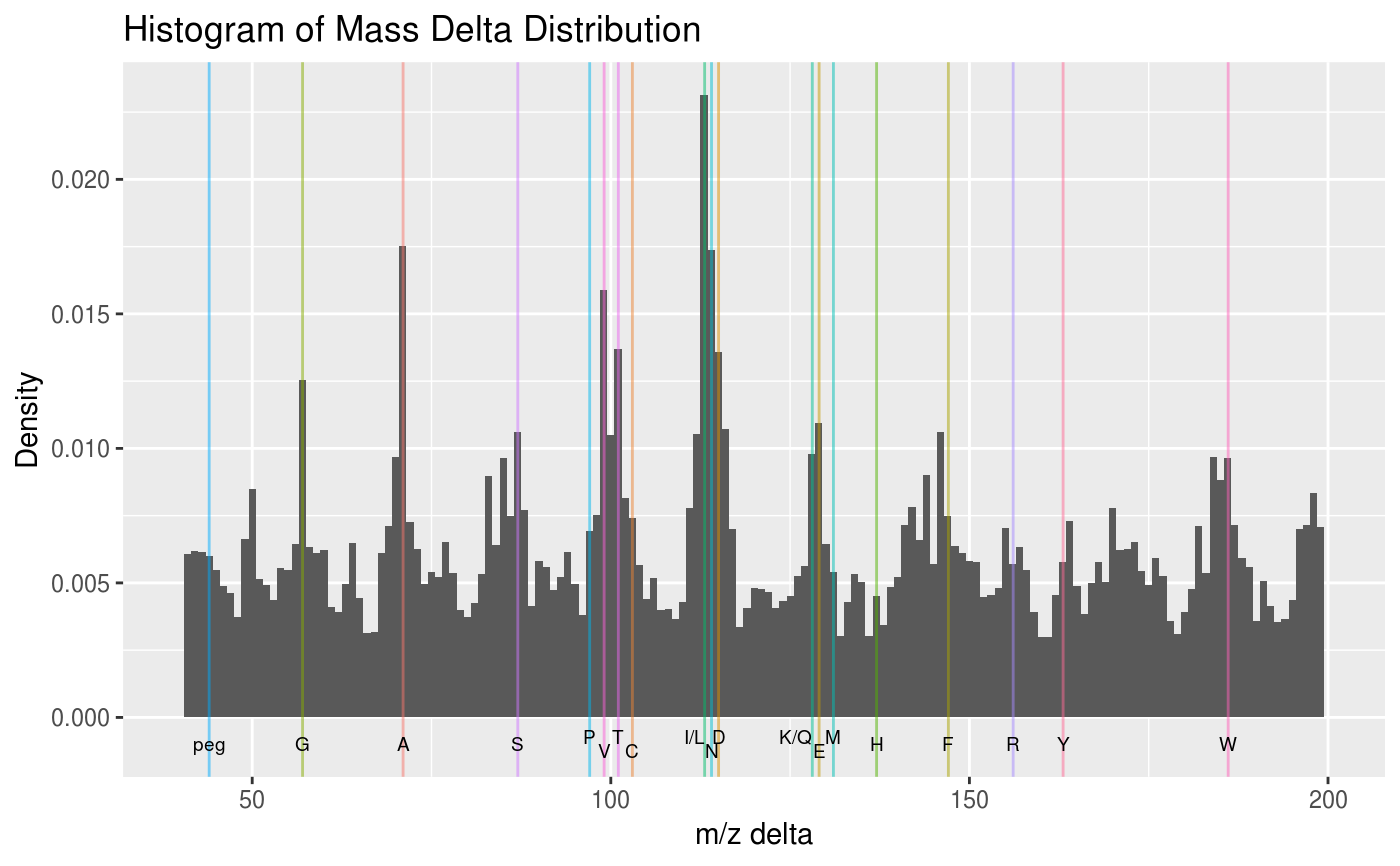 Histogram of Mass Delta Distribution
Density
0.020
0.015
0.010
0.005
0.000
peg G A S P V T C I/L N D K/Q E M H F R Y W
50 100 150 200
m/z delta